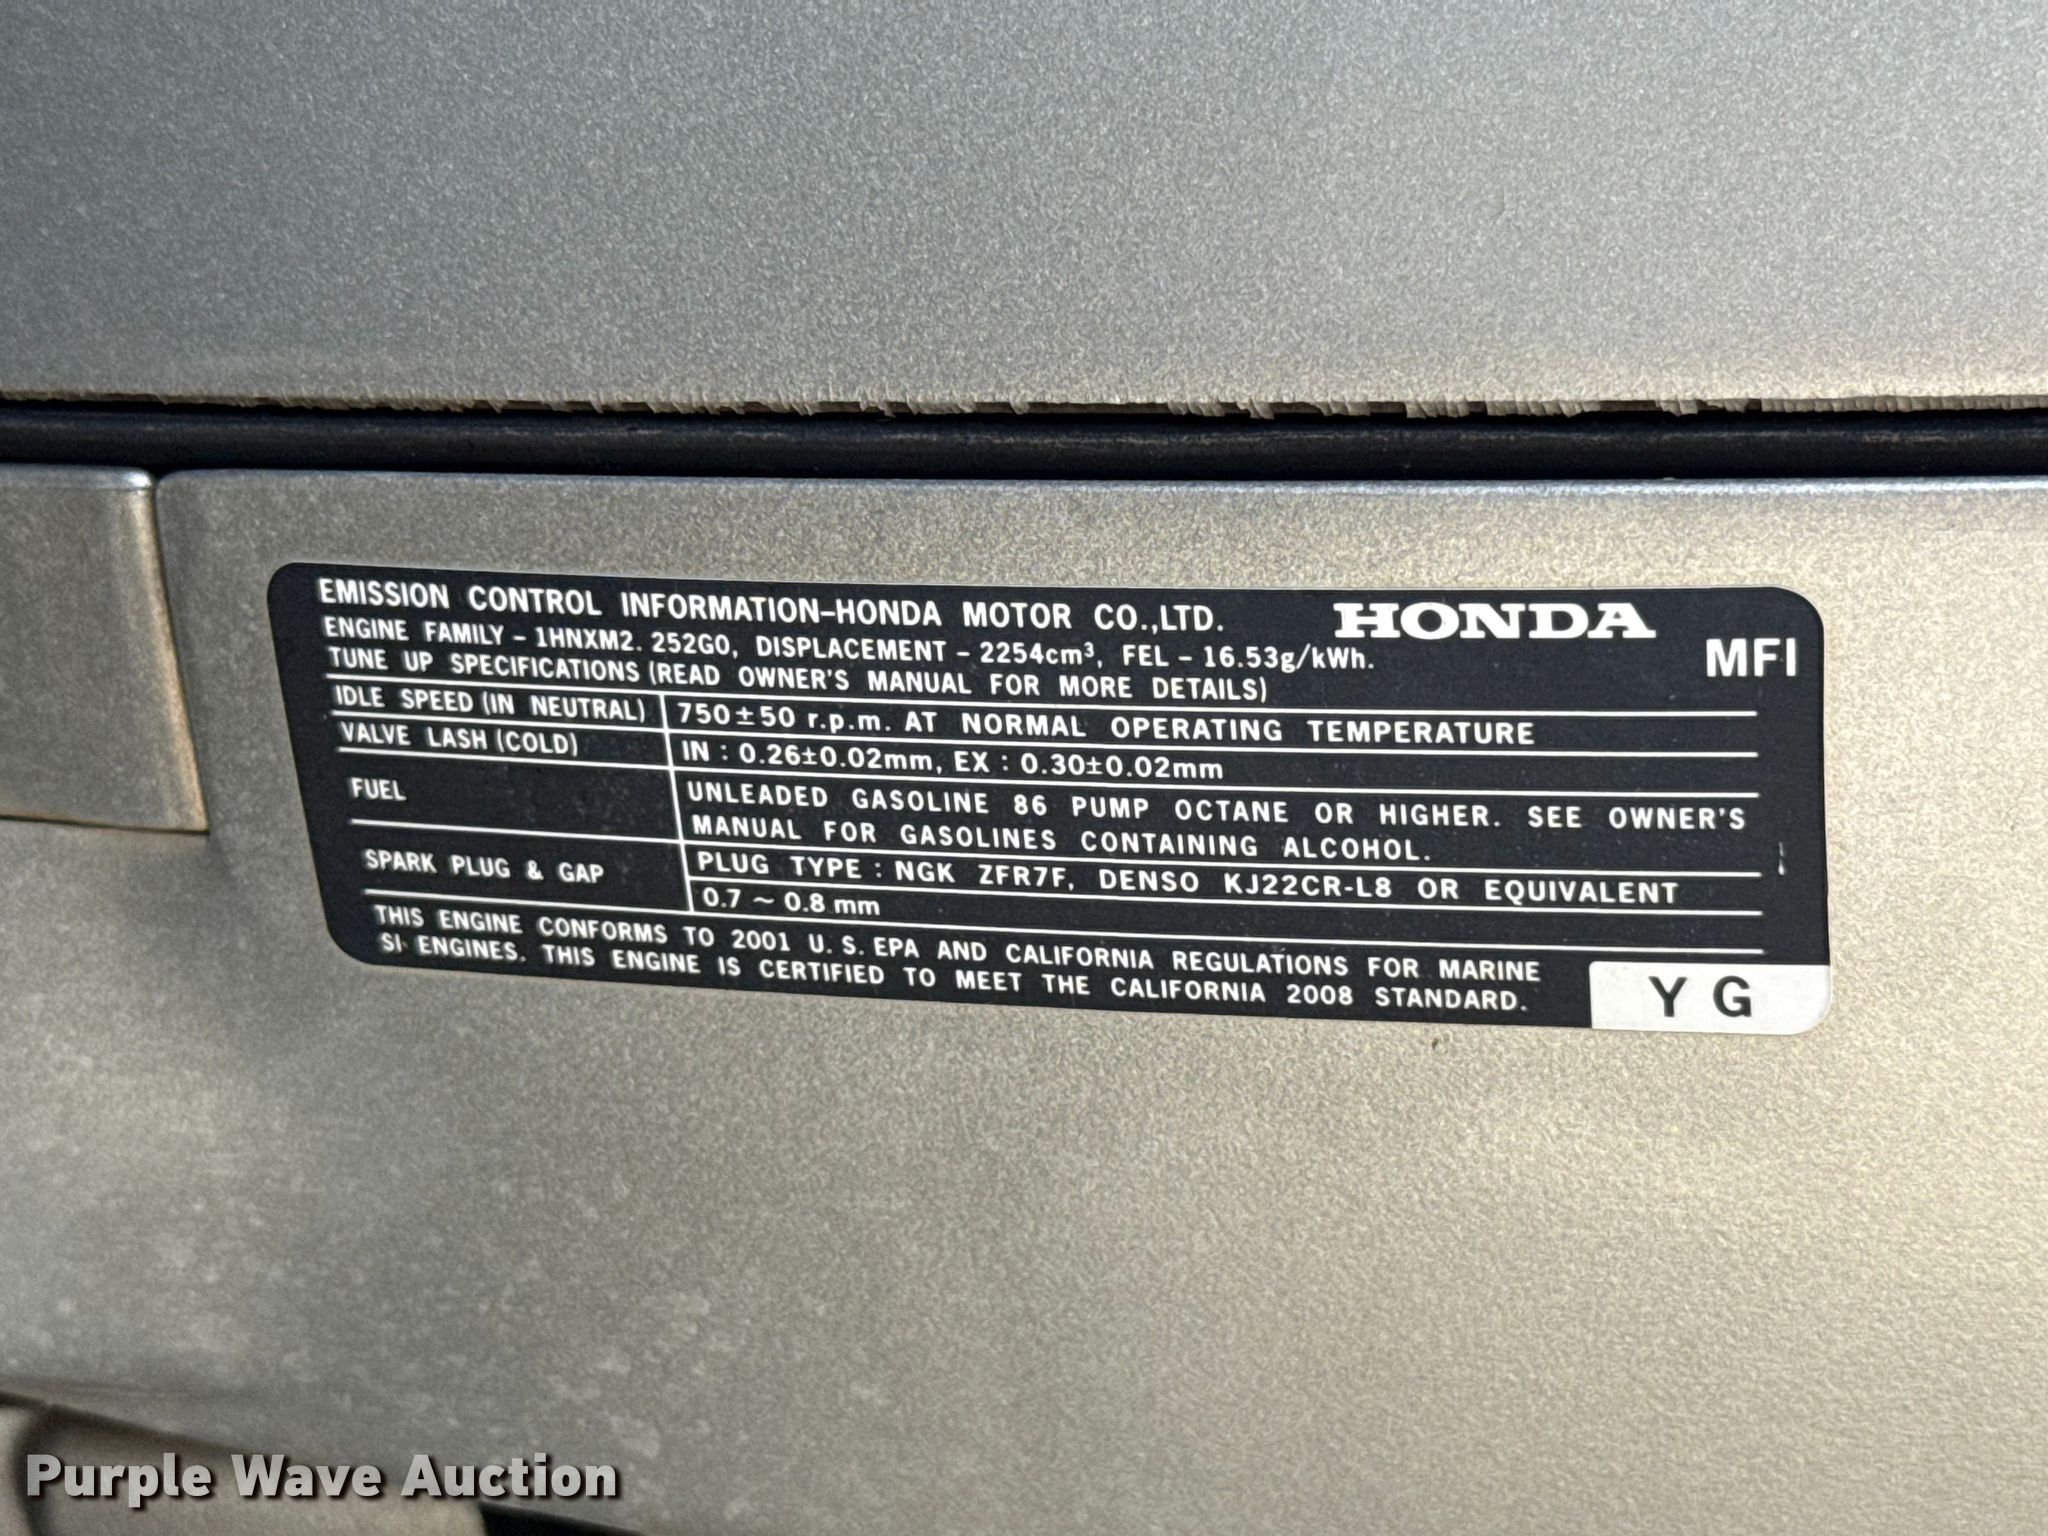 EMISSION CONTROL INFORMATION–HONDA MOTOR CO.,LTD.
HONDA
MFI
ENGINE FAMILY – 1HNXM2. 252G0, DISPLACEMENT – 2254cm³, FEL – 16.53g/kWh.
TUNE UP SPECIFICATIONS (READ OWNER'S MANUAL FOR MORE DETAILS)
IDLE SPEED (IN NEUTRAL) 750±50 r.p.m. AT NORMAL OPERATING TEMPERATURE
VALVE LASH (COLD) IN : 0.26±0.02mm, EX : 0.30±0.02mm
FUEL UNLEADED GASOLINE 86 PUMP OCTANE OR HIGHER. SEE OWNER'S
MANUAL FOR GASOLINES CONTAINING ALCOHOL.
SPARK PLUG & GAP PLUG TYPE : NGK ZFR7F, DENSO KJ22CR-L8 OR EQUIVALENT
0.7 ~ 0.8 mm
THIS ENGINE CONFORMS TO 2001 U. S. EPA AND CALIFORNIA REGULATIONS FOR MARINE
SI ENGINES. THIS ENGINE IS CERTIFIED TO MEET THE CALIFORNIA 2008 STANDARD.
Y G
Purple Wave Auction